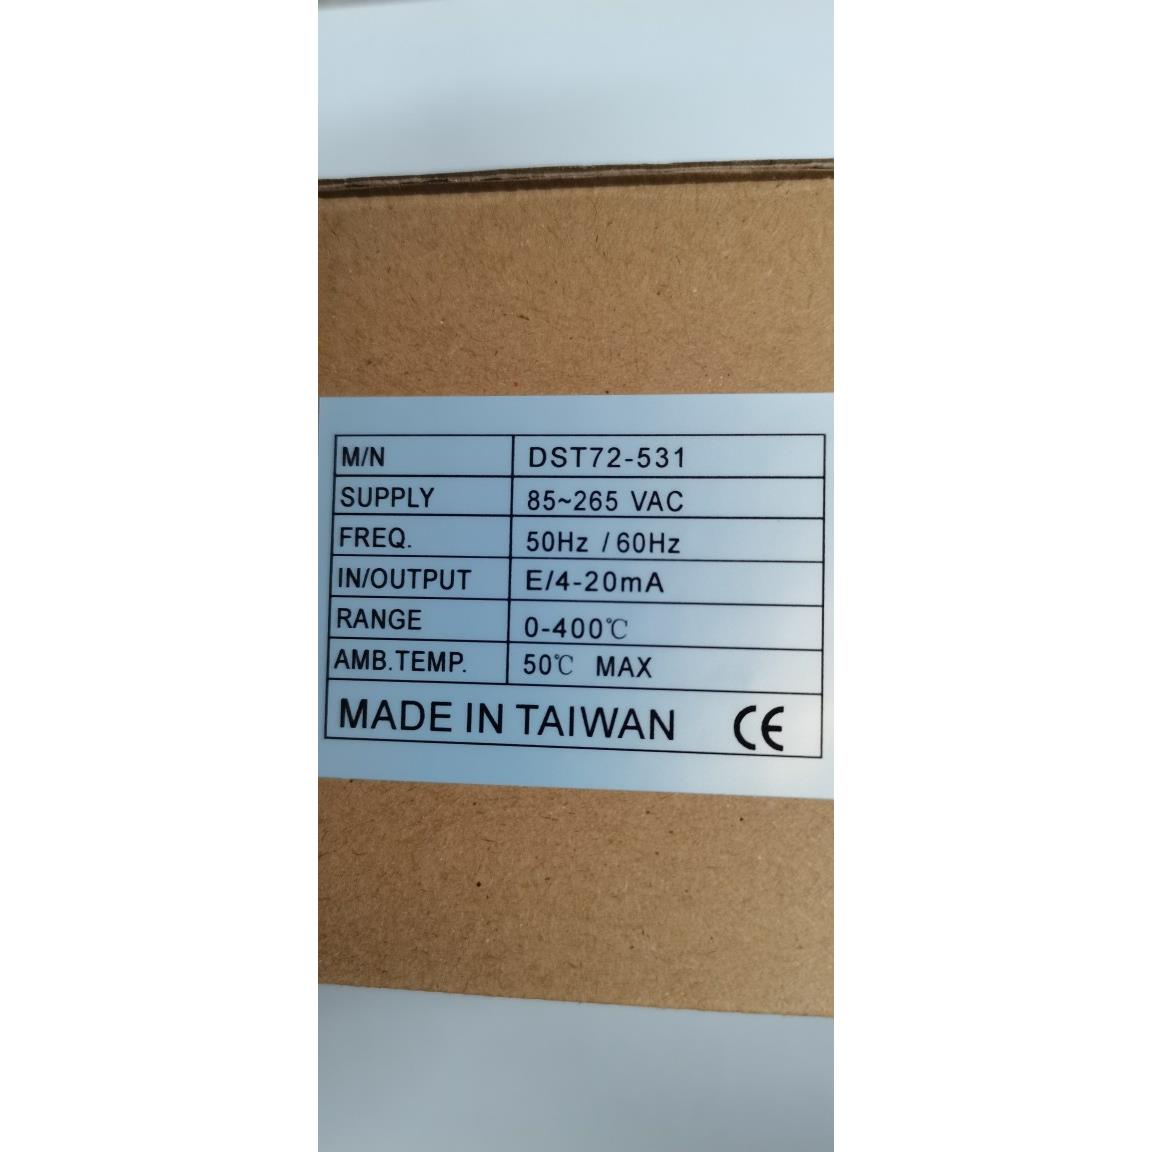 M/N DST72-531
SUPPLY 85~265 VAC
FREQ. 50Hz / 60Hz
IN/OUTPUT E/4-20mA
RANGE 0-400℃
AMB.TEMP. 50℃ MAX
MADE IN TAIWAN CE